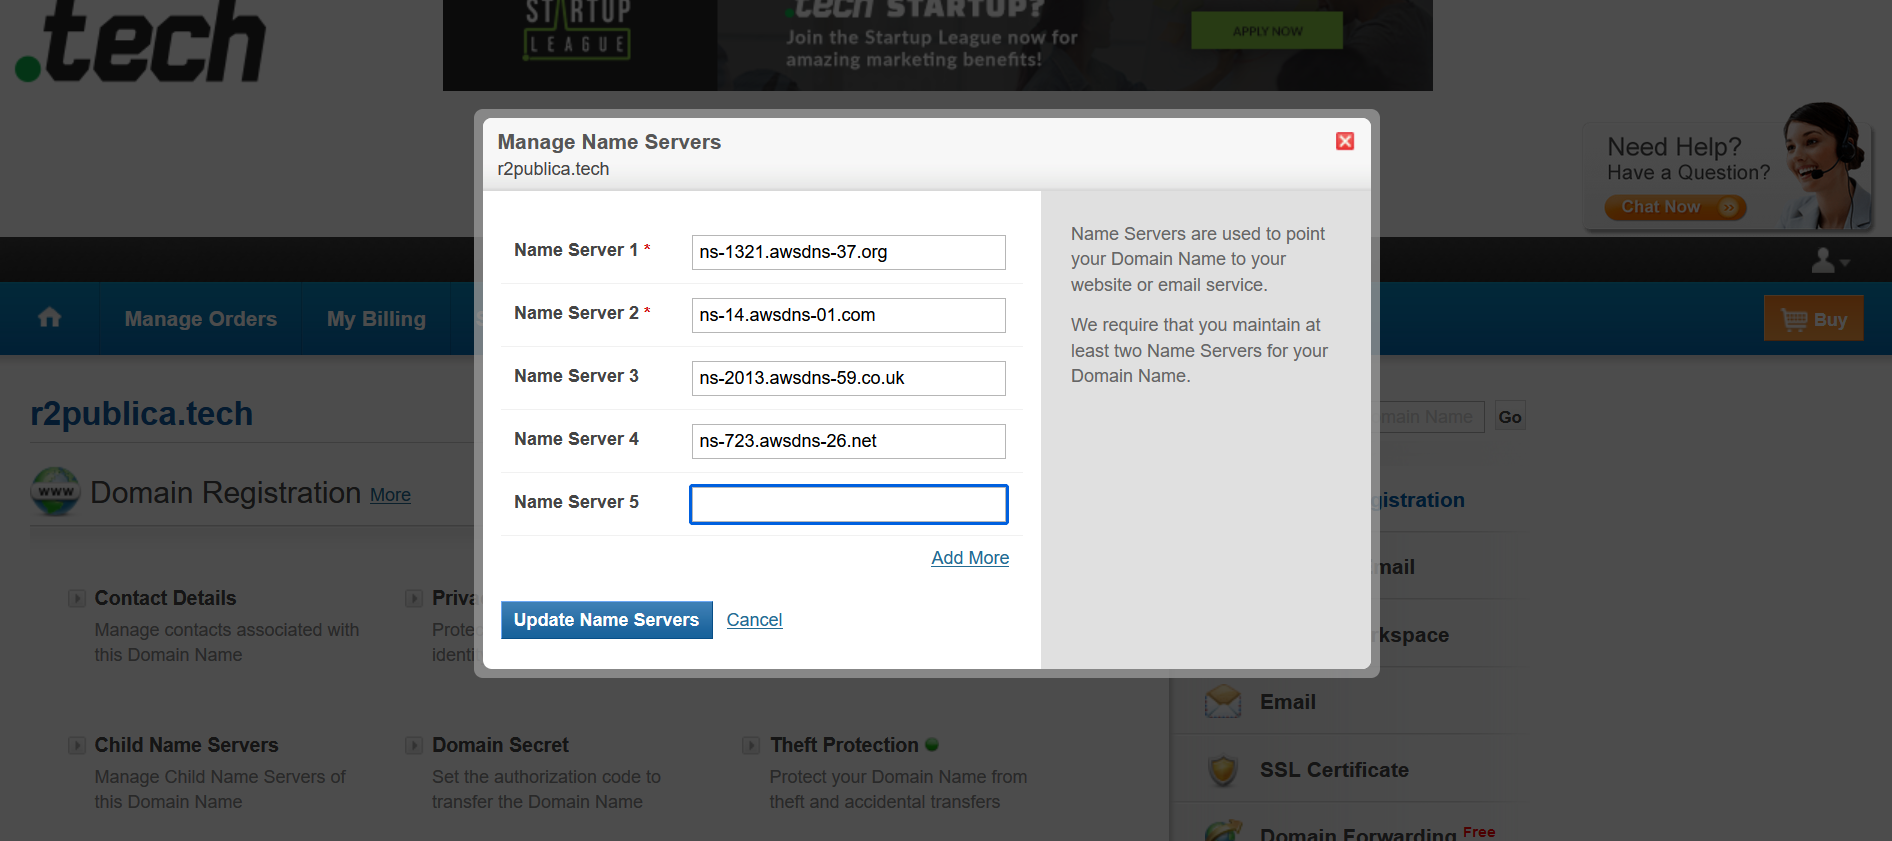 .tech
STARTUP
LEAGUE
.tech STARTUP?
Join the Startup League now for
amazing marketing benefits!
APPLY NOW
Need Help?
Have a Question?
Chat Now
Manage Orders
My Billing
Buy
Manage Name Servers
r2publica.tech
Name Server 1 *
ns-1321.awsdns-37.org
Name Server 2 *
ns-14.awsdns-01.com
Name Server 3
ns-2013.awsdns-59.co.uk
Name Server 4
ns-723.awsdns-26.net
Name Server 5
Add More
Update Name Servers
Cancel
Name Servers are used to point
your Domain Name to your
website or email service.
We require that you maintain at
least two Name Servers for your
Domain Name.
r2publica.tech
main Name
Go
www
Domain Registration
More
Contact Details
Manage contacts associated with
this Domain Name
Priva
Prote
identi
Child Name Servers
Manage Child Name Servers of
this Domain Name
Domain Secret
Set the authorization code to
transfer the Domain Name
Theft Protection
Protect your Domain Name from
theft and accidental transfers
gistration
mail
rkspace
Email
SSL Certificate
Domain Forwarding Free